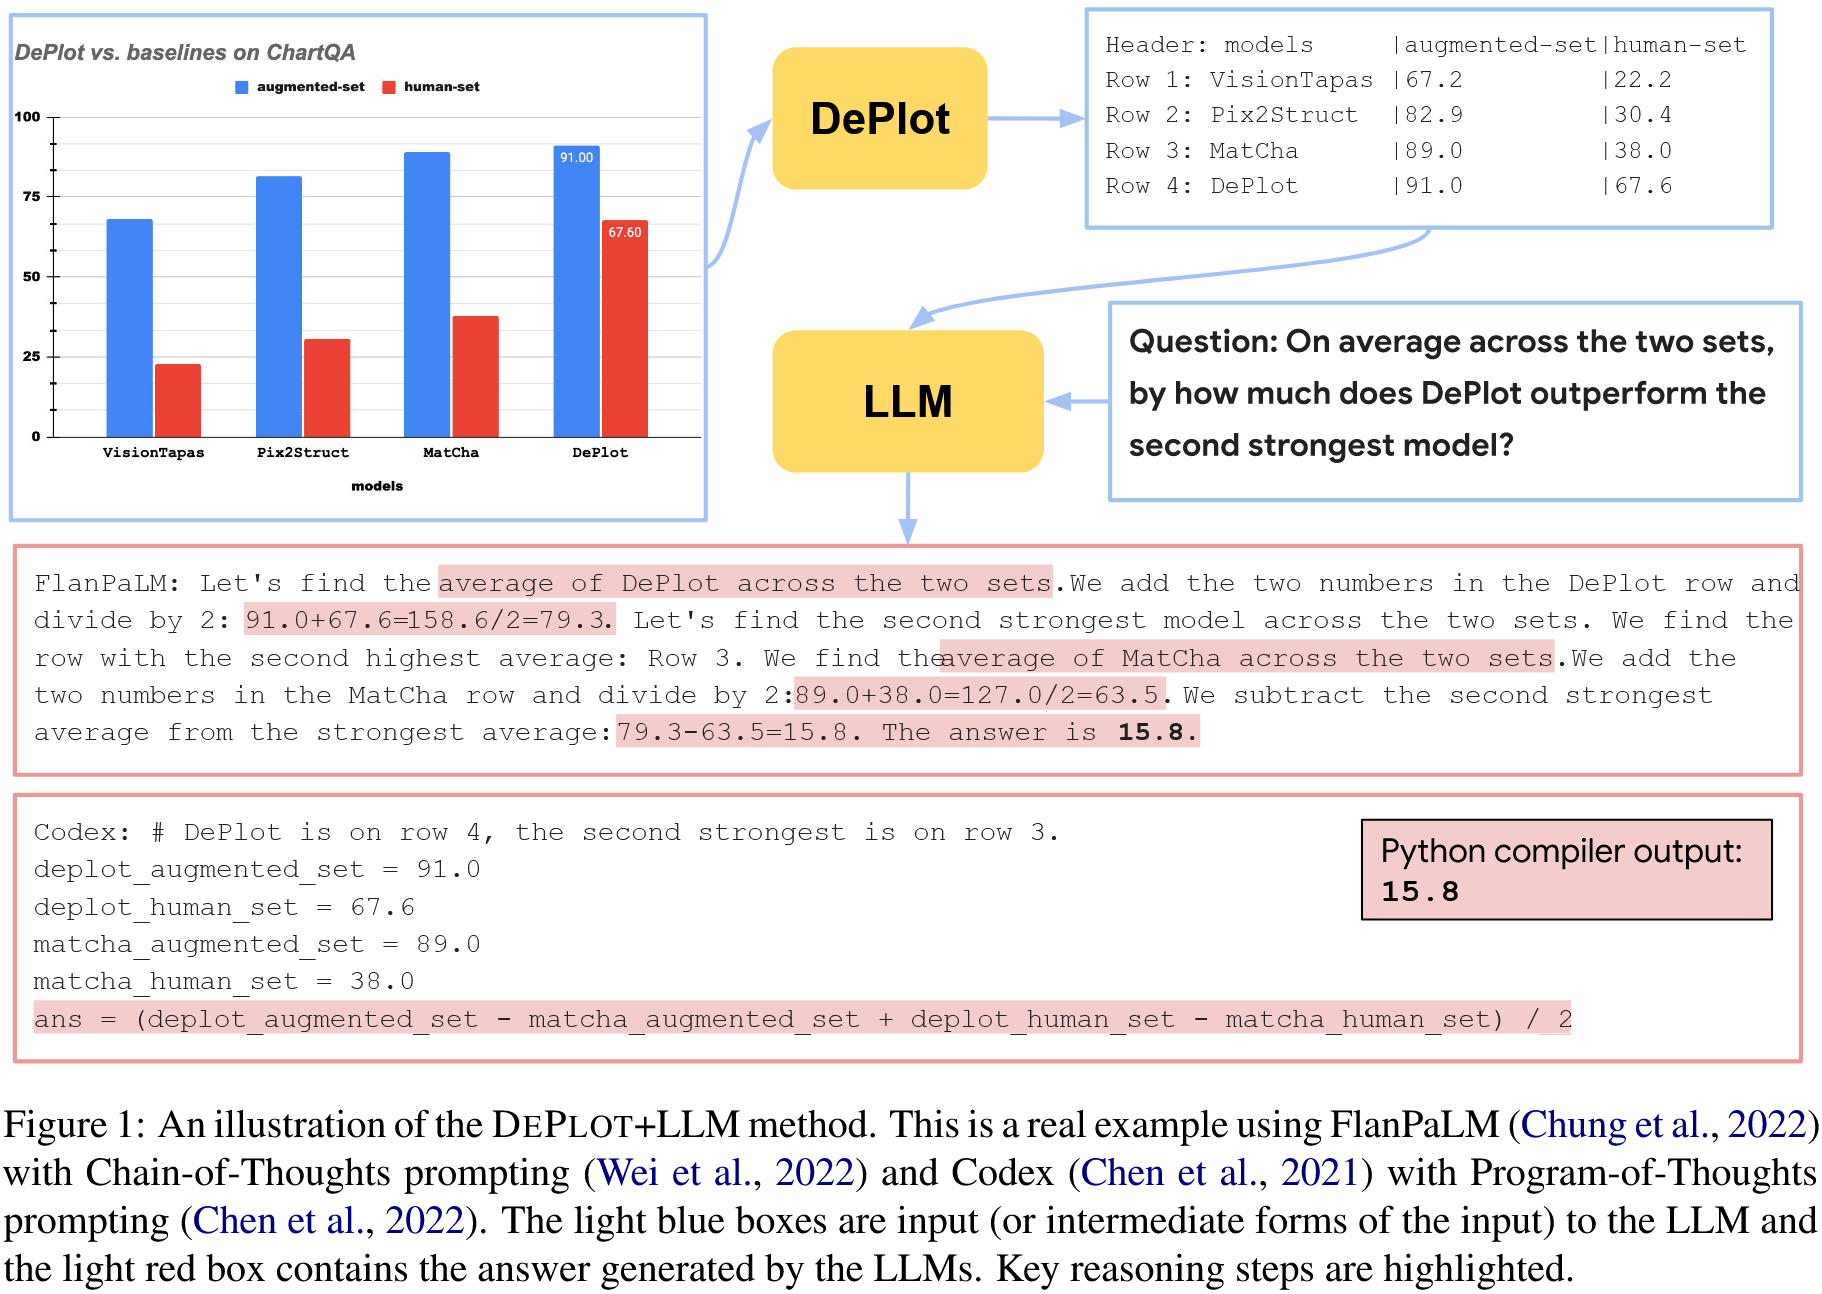 DePlot vs. baselines on ChartQA
augmented-set human-set
100
75
50
25
0
91.00
67.60
VisionTapas Pix2Struct MatCha DePlot
models
DePlot
Header: models |augmented-set|human-set
Row 1: VisionTapas |67.2 |22.2
Row 2: Pix2Struct |82.9 |30.4
Row 3: MatCha |89.0 |38.0
Row 4: DePlot |91.0 |67.6
LLM
Question: On average across the two sets,
by how much does DePlot outperform the
second strongest model?
FlanPaLM: Let's find the average of DePlot across the two sets.We add the two numbers in the DePlot row and
divide by 2: 91.0+67.6=158.6/2=79.3. Let's find the second strongest model across the two sets. We find the
row with the second highest average: Row 3. We find theaverage of MatCha across the two sets.We add the
two numbers in the MatCha row and divide by 2:89.0+38.0=127.0/2=63.5. We subtract the second strongest
average from the strongest average:79.3-63.5=15.8. The answer is 15.8.
Codex: # DePlot is on row 4, the second strongest is on row 3.
deplot_augmented_set = 91.0
deplot_human_set = 67.6
matcha_augmented_set = 89.0
matcha_human_set = 38.0
ans = (deplot_augmented_set - matcha_augmented_set + deplot_human_set - matcha_human_set) / 2
Python compiler output:
15.8
Figure 1: An illustration of the DEPLOT+LLM method. This is a real example using FlanPaLM (Chung et al., 2022)
with Chain-of-Thoughts prompting (Wei et al., 2022) and Codex (Chen et al., 2021) with Program-of-Thoughts
prompting (Chen et al., 2022). The light blue boxes are input (or intermediate forms of the input) to the LLM and
the light red box contains the answer generated by the LLMs. Key reasoning steps are highlighted.